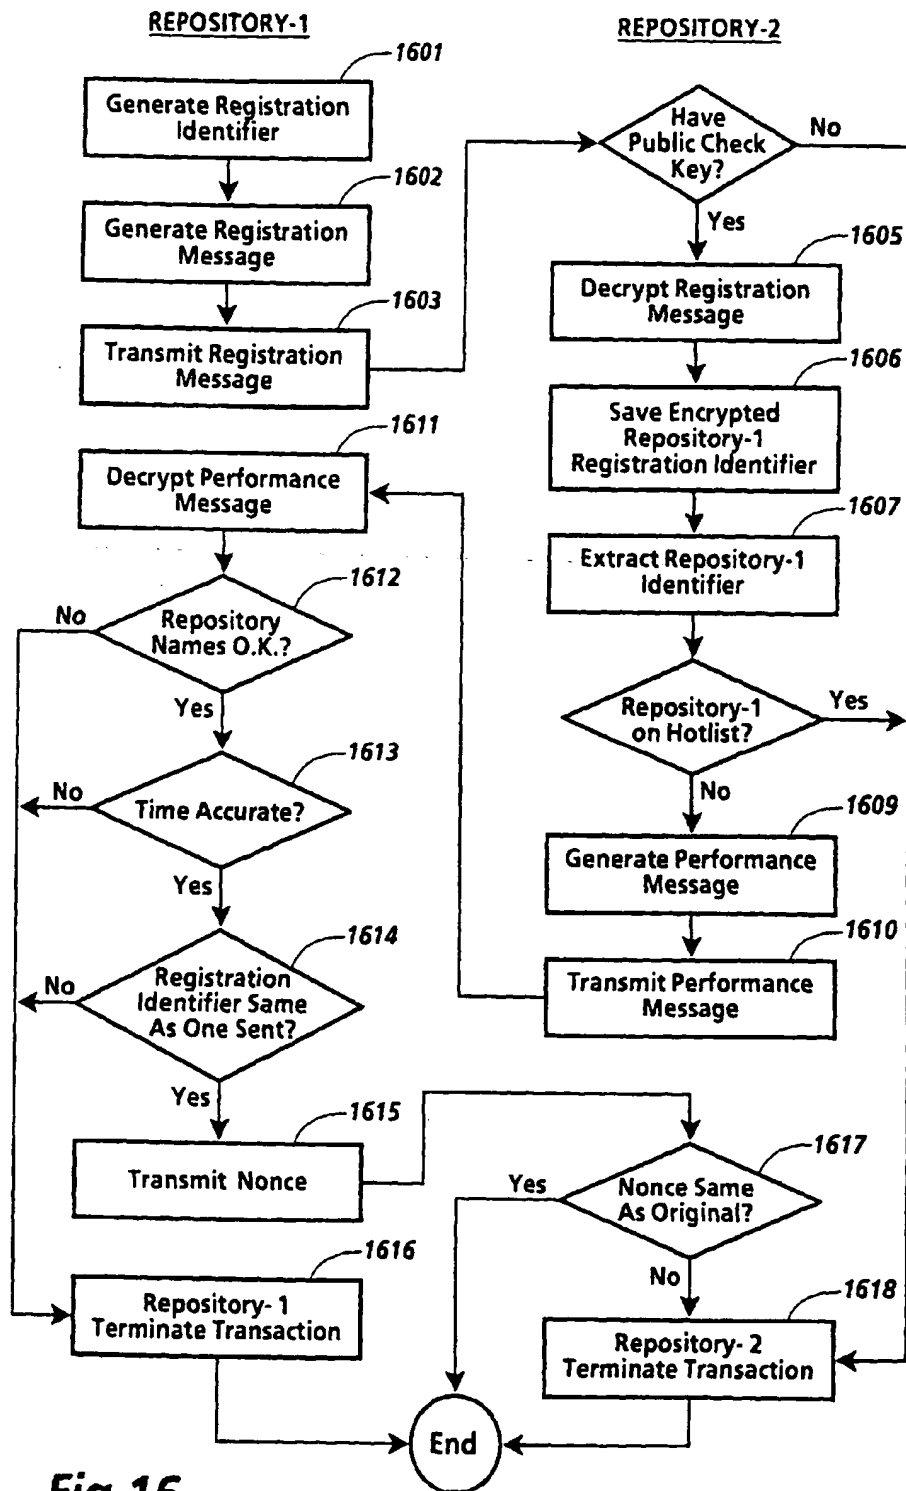 REPOSITORY-1
1601
Generate Registration
Identifier
1602
Generate Registration
Message
1603
Transmit Registration
Message
1611
Decrypt Performance
Message
1612
No
Repository
Names O.K.?
Yes
1613
No
Time Accurate?
Yes
1614
No
Registration
Identifier Same
As One Sent?
Yes
1615
Transmit Nonce
1616
Repository- 1
Terminate Transaction
REPOSITORY-2
Have
Public Check
Key?
No
Yes
1605
Decrypt Registration
Message
1606
Save Encrypted
Repository-1
Registration Identifier
1607
Extract Repository-1
Identifier
Repository-1
on Hotlist?
Yes
No
1609
Generate Performance
Message
1610
Transmit Performance
Message
1617
Yes
Nonce Same
As Original?
No
1618
Repository- 2
Terminate Transaction
End
Fig.16